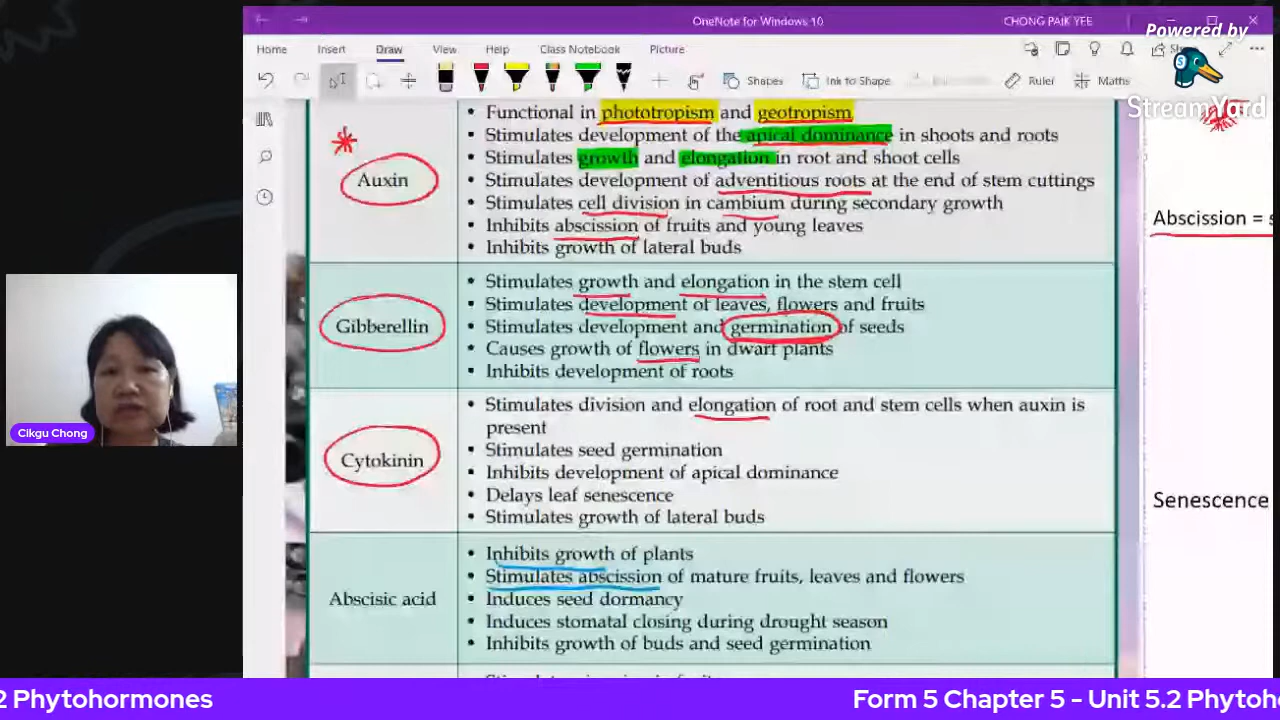 OneNote for Windows 10
CHONG PAIK YEE
Powered by
StreamYard
Home Insert Draw View Help Class Notebook Picture
Shapes Ink to Shape Ruler Maths
Auxin
• Functional in phototropism and geotropism
• Stimulates development of the apical dominance in shoots and roots
• Stimulates growth and elongation in root and shoot cells
• Stimulates development of adventitious roots at the end of stem cuttings
• Stimulates cell division in cambium during secondary growth
• Inhibits abscission of fruits and young leaves
• Inhibits growth of lateral buds
Abscission = s
Gibberellin
• Stimulates growth and elongation in the stem cell
• Stimulates development of leaves, flowers and fruits
• Stimulates development and germination of seeds
• Causes growth of flowers in dwarf plants
• Inhibits development of roots
Cytokinin
• Stimulates division and elongation of root and stem cells when auxin is
present
• Stimulates seed germination
• Inhibits development of apical dominance
• Delays leaf senescence
• Stimulates growth of lateral buds
Senescence
Abscisic acid
• Inhibits growth of plants
• Stimulates abscission of mature fruits, leaves and flowers
• Induces seed dormancy
• Induces stomatal closing during drought season
• Inhibits growth of buds and seed germination
Cikgu Chong
.2 Phytohormones
Form 5 Chapter 5 - Unit 5.2 Phytoho